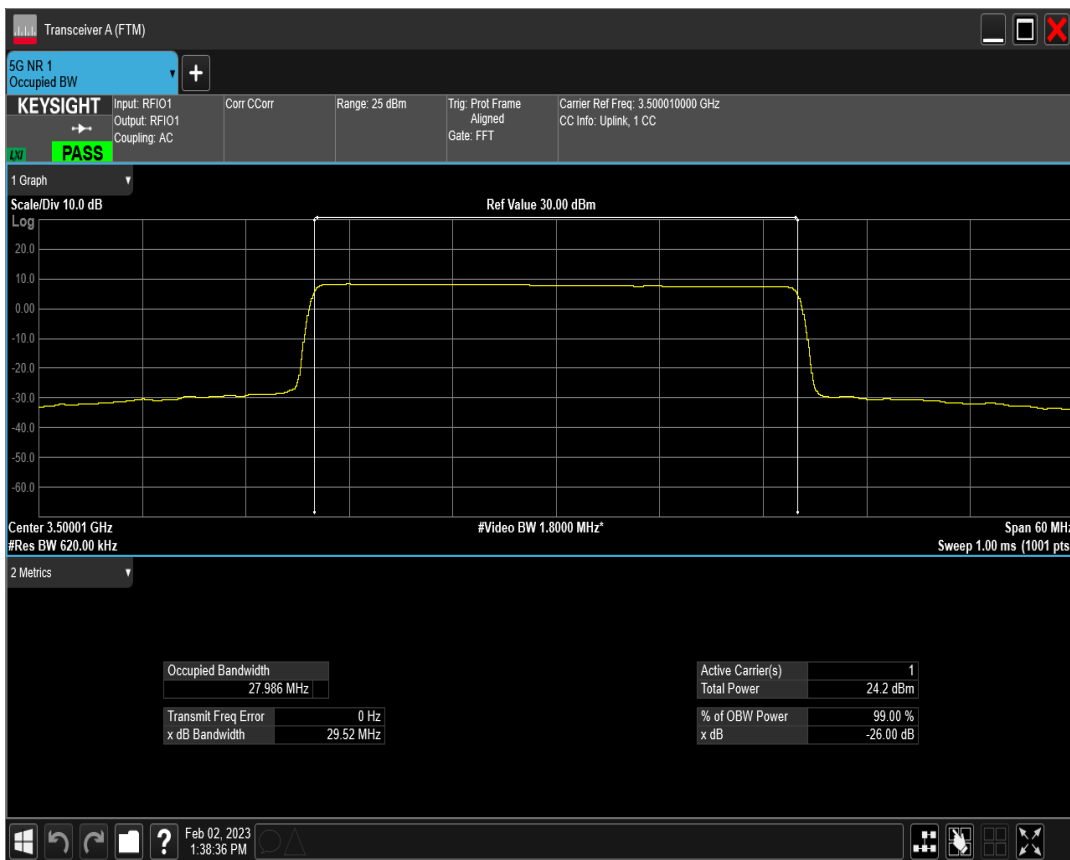 Transceiver A (FTM)
5G NR 1
Occupied BW
+
KEYSIGHT
LXI
PASS
Input: RFIO1
Output: RFIO1
Coupling: AC
Corr CCorr
Range: 25 dBm
Trig: Prot Frame
Aligned
Gate: FFT
Carrier Ref Freq: 3.500010000 GHz
CC Info: Uplink, 1 CC
1 Graph
Scale/Div 10.0 dB
Ref Value 30.00 dBm
Log
20.0
10.0
0.00
-10.0
-20.0
-30.0
-40.0
-50.0
-60.0
Center 3.50001 GHz
#Video BW 1.8000 MHz*
Span 60 MHz
#Res BW 620.00 kHz
Sweep 1.00 ms (1001 pts
2 Metrics
Occupied Bandwidth
27.986 MHz
Transmit Freq Error 0 Hz
x dB Bandwidth 29.52 MHz
Active Carrier(s) 1
Total Power 24.2 dBm
% of OBW Power 99.00 %
x dB -26.00 dB
?
Feb 02, 2023
1:38:36 PM